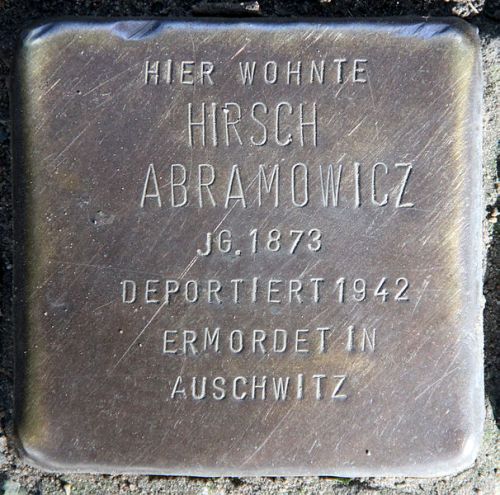 HIER WOHNTE
HIRSCH
ABRAMOWICZ
JG. 1873
DEPORTIERT 1942
ERMORDET IN
AUSCHWITZ